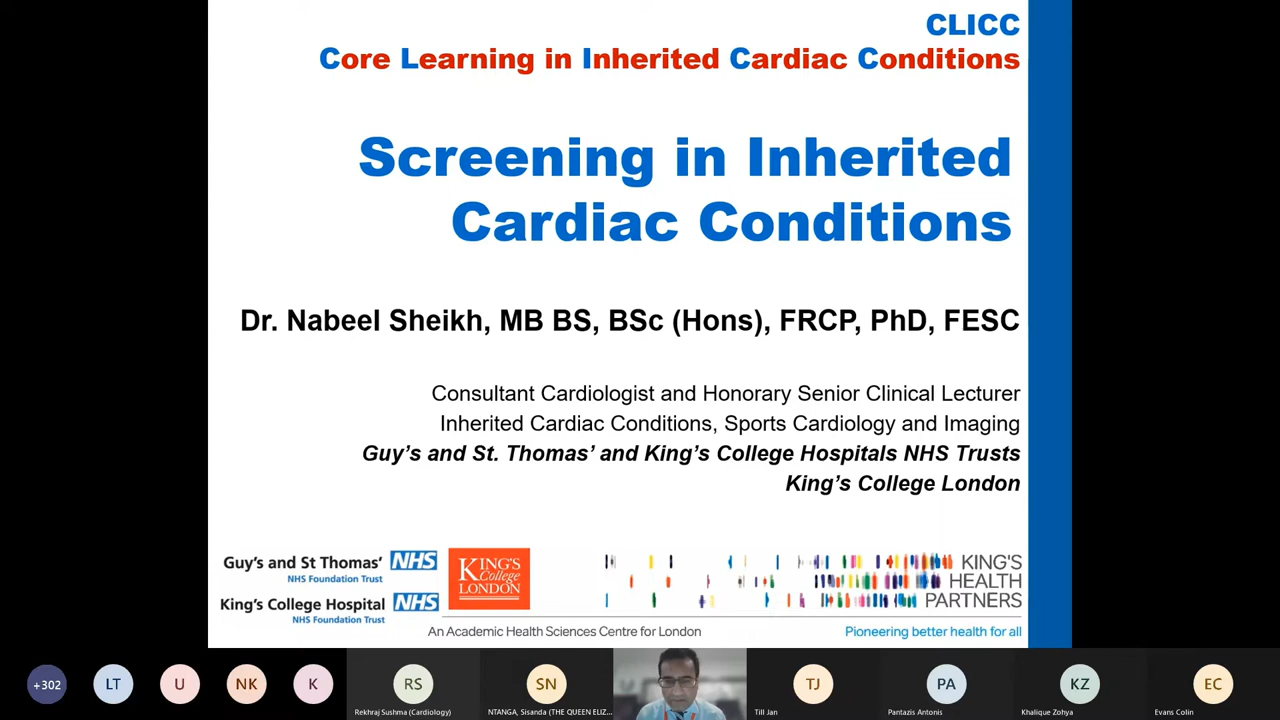 CLICC
Core Learning in Inherited Cardiac Conditions
Screening in Inherited
Cardiac Conditions
Dr. Nabeel Sheikh, MB BS, BSc (Hons), FRCP, PhD, FESC
Consultant Cardiologist and Honorary Senior Clinical Lecturer
Inherited Cardiac Conditions, Sports Cardiology and Imaging
Guy's and St. Thomas' and King's College Hospitals NHS Trusts
King's College London
Guy's and St Thomas' NHS
NHS Foundation Trust
King's College Hospital NHS
NHS Foundation Trust
KING'S
College
LONDON
KING'S
HEALTH
PARTNERS
An Academic Health Sciences Centre for London
Pioneering better health for all
+302 LT U NK K RS SN TJ PA KZ EC
Rekhraj Sushma (Cardiology) NTANGA, Sisanda (THE QUEEN ELIZ... Till Jan Pantazis Antonis Khalique Zohya Evans Colin